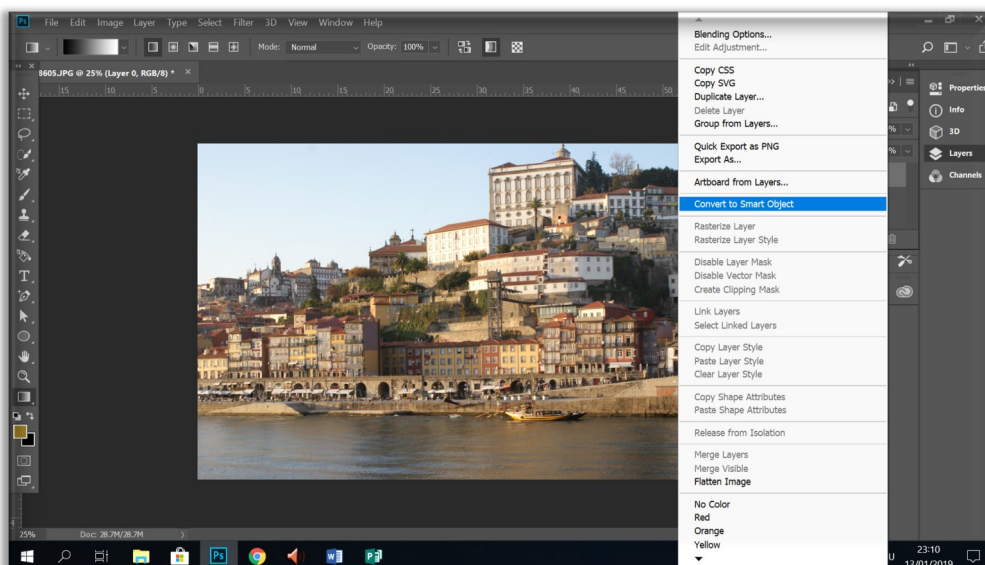 Ps File Edit Image Layer Type Select Filter 3D View Window Help
Mode: Normal Opacity: 100%
8605.JPG @ 25% (Layer 0, RGB/8) * ×
15 10 5 0 5 10 15 20 25 30 35 40 45 50
Blending Options...
Edit Adjustment...
Copy CSS
Copy SVG
Duplicate Layer...
Delete Layer
Group from Layers...
Quick Export as PNG
Export As...
Artboard from Layers...
Convert to Smart Object
Rasterize Layer
Rasterize Layer Style
Disable Layer Mask
Disable Vector Mask
Create Clipping Mask
Link Layers
Select Linked Layers
Copy Layer Style
Paste Layer Style
Clear Layer Style
Copy Shape Attributes
Paste Shape Attributes
Release from Isolation
Merge Layers
Merge Visible
Flatten Image
No Color
Red
Orange
Yellow
%
%
Properties
Info
3D
Layers
Channels
25% Doc: 28.7M/28.7M
Ps
23:10
13/01/2019